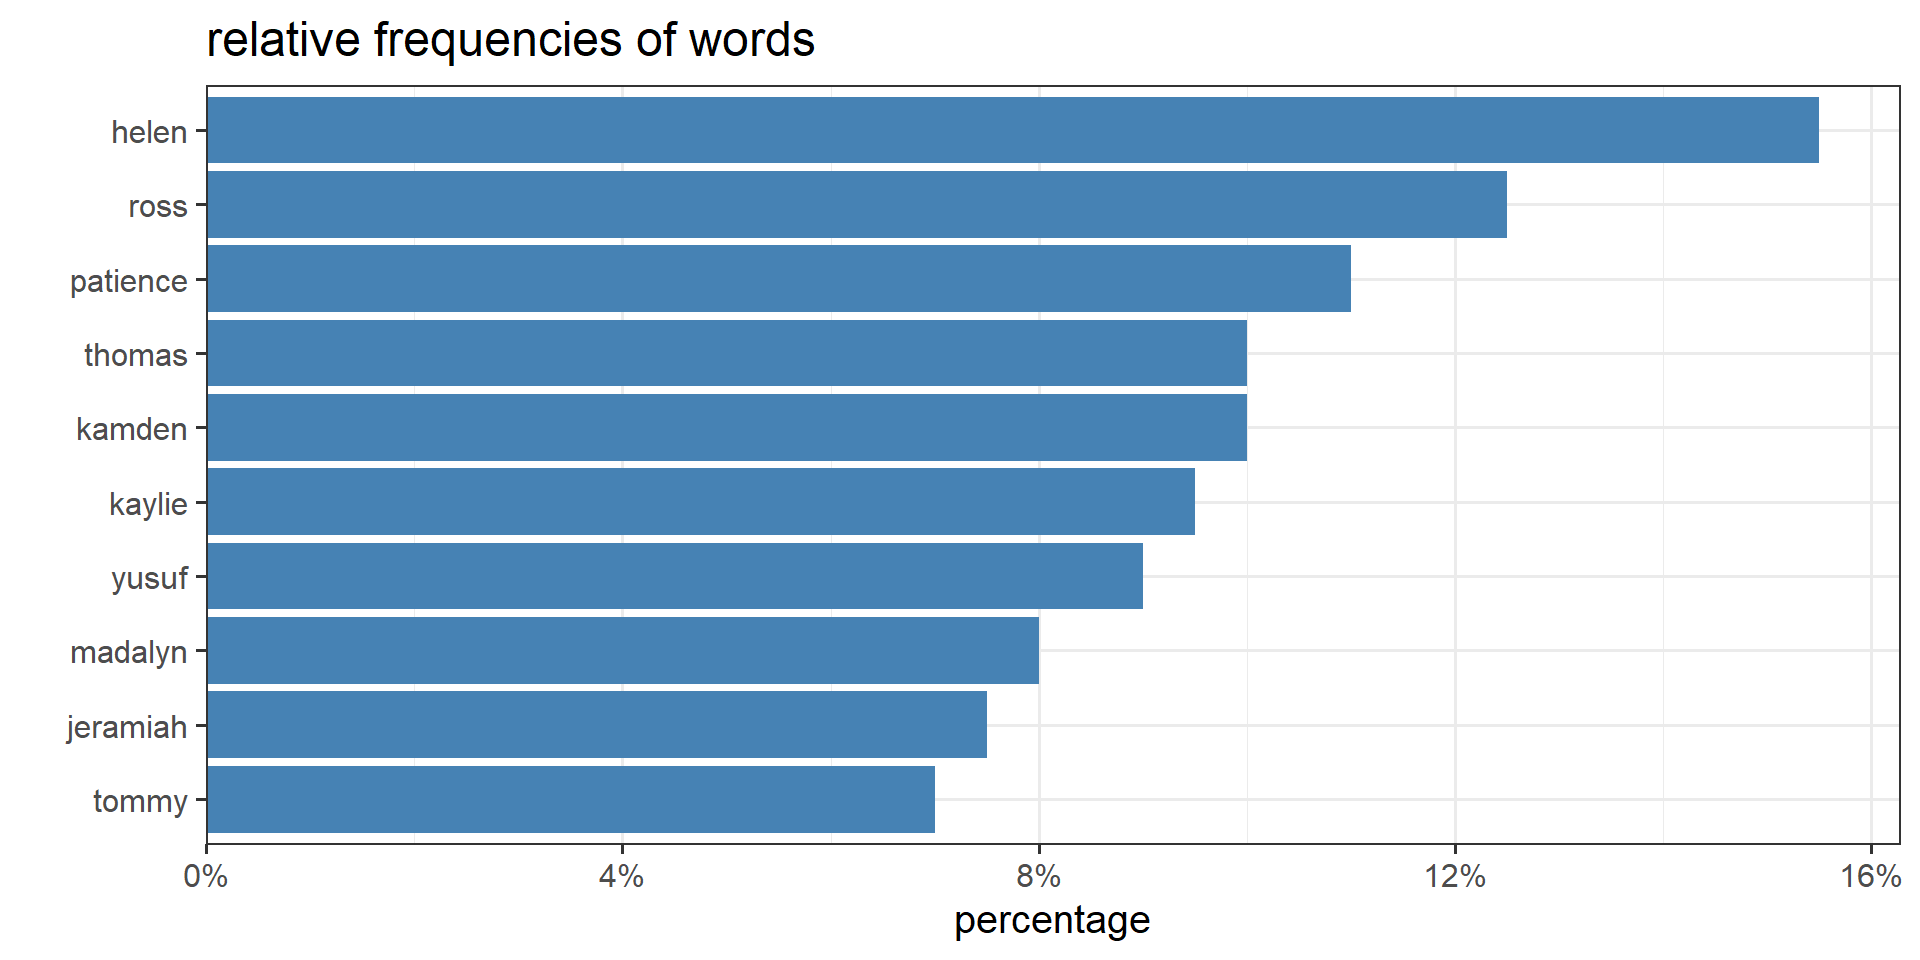 relative frequencies of words
helen
ross
patience
thomas
kamden
kaylie
yusuf
madalyn
jeramiah
tommy
0% 4% 8% 12% 16%
percentage